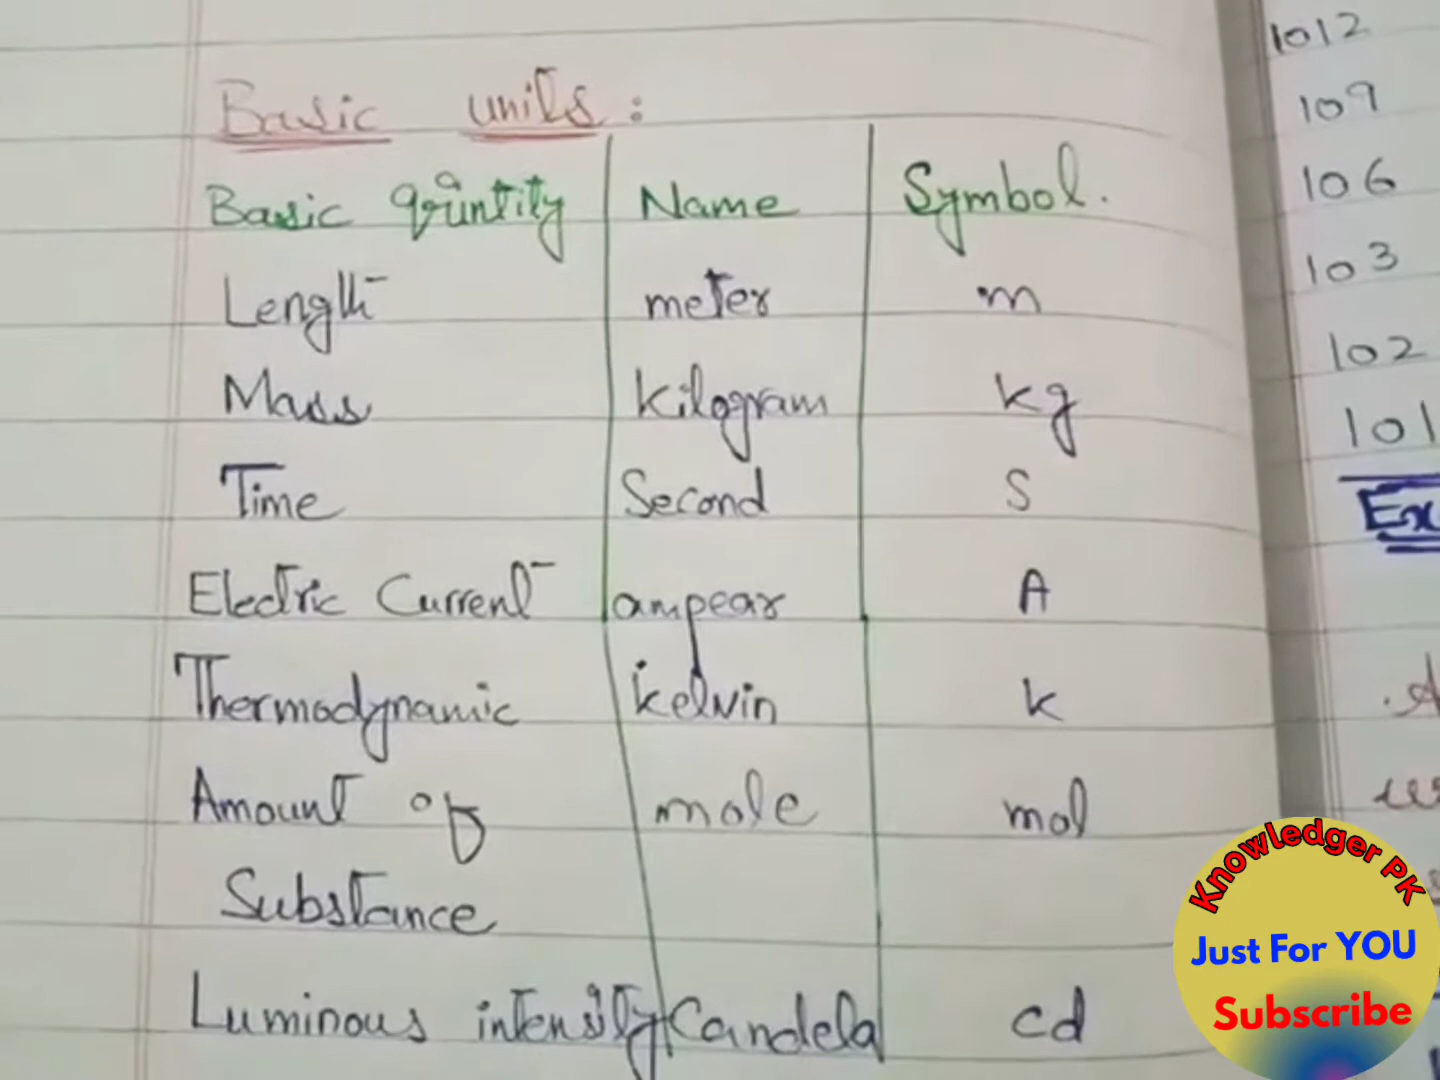 Basic units:
Basic quantity | Name | Symbol.
Length meter m
Mass kilogram kg
Time Second S
Electric Current ampear A
Thermodynamic kelvin k
Amount of mole mol
Substance
Luminous intensity Candela cd
1012
109
106
103
102
101
Ex
Knowledger PK
Just For YOU
Subscribe